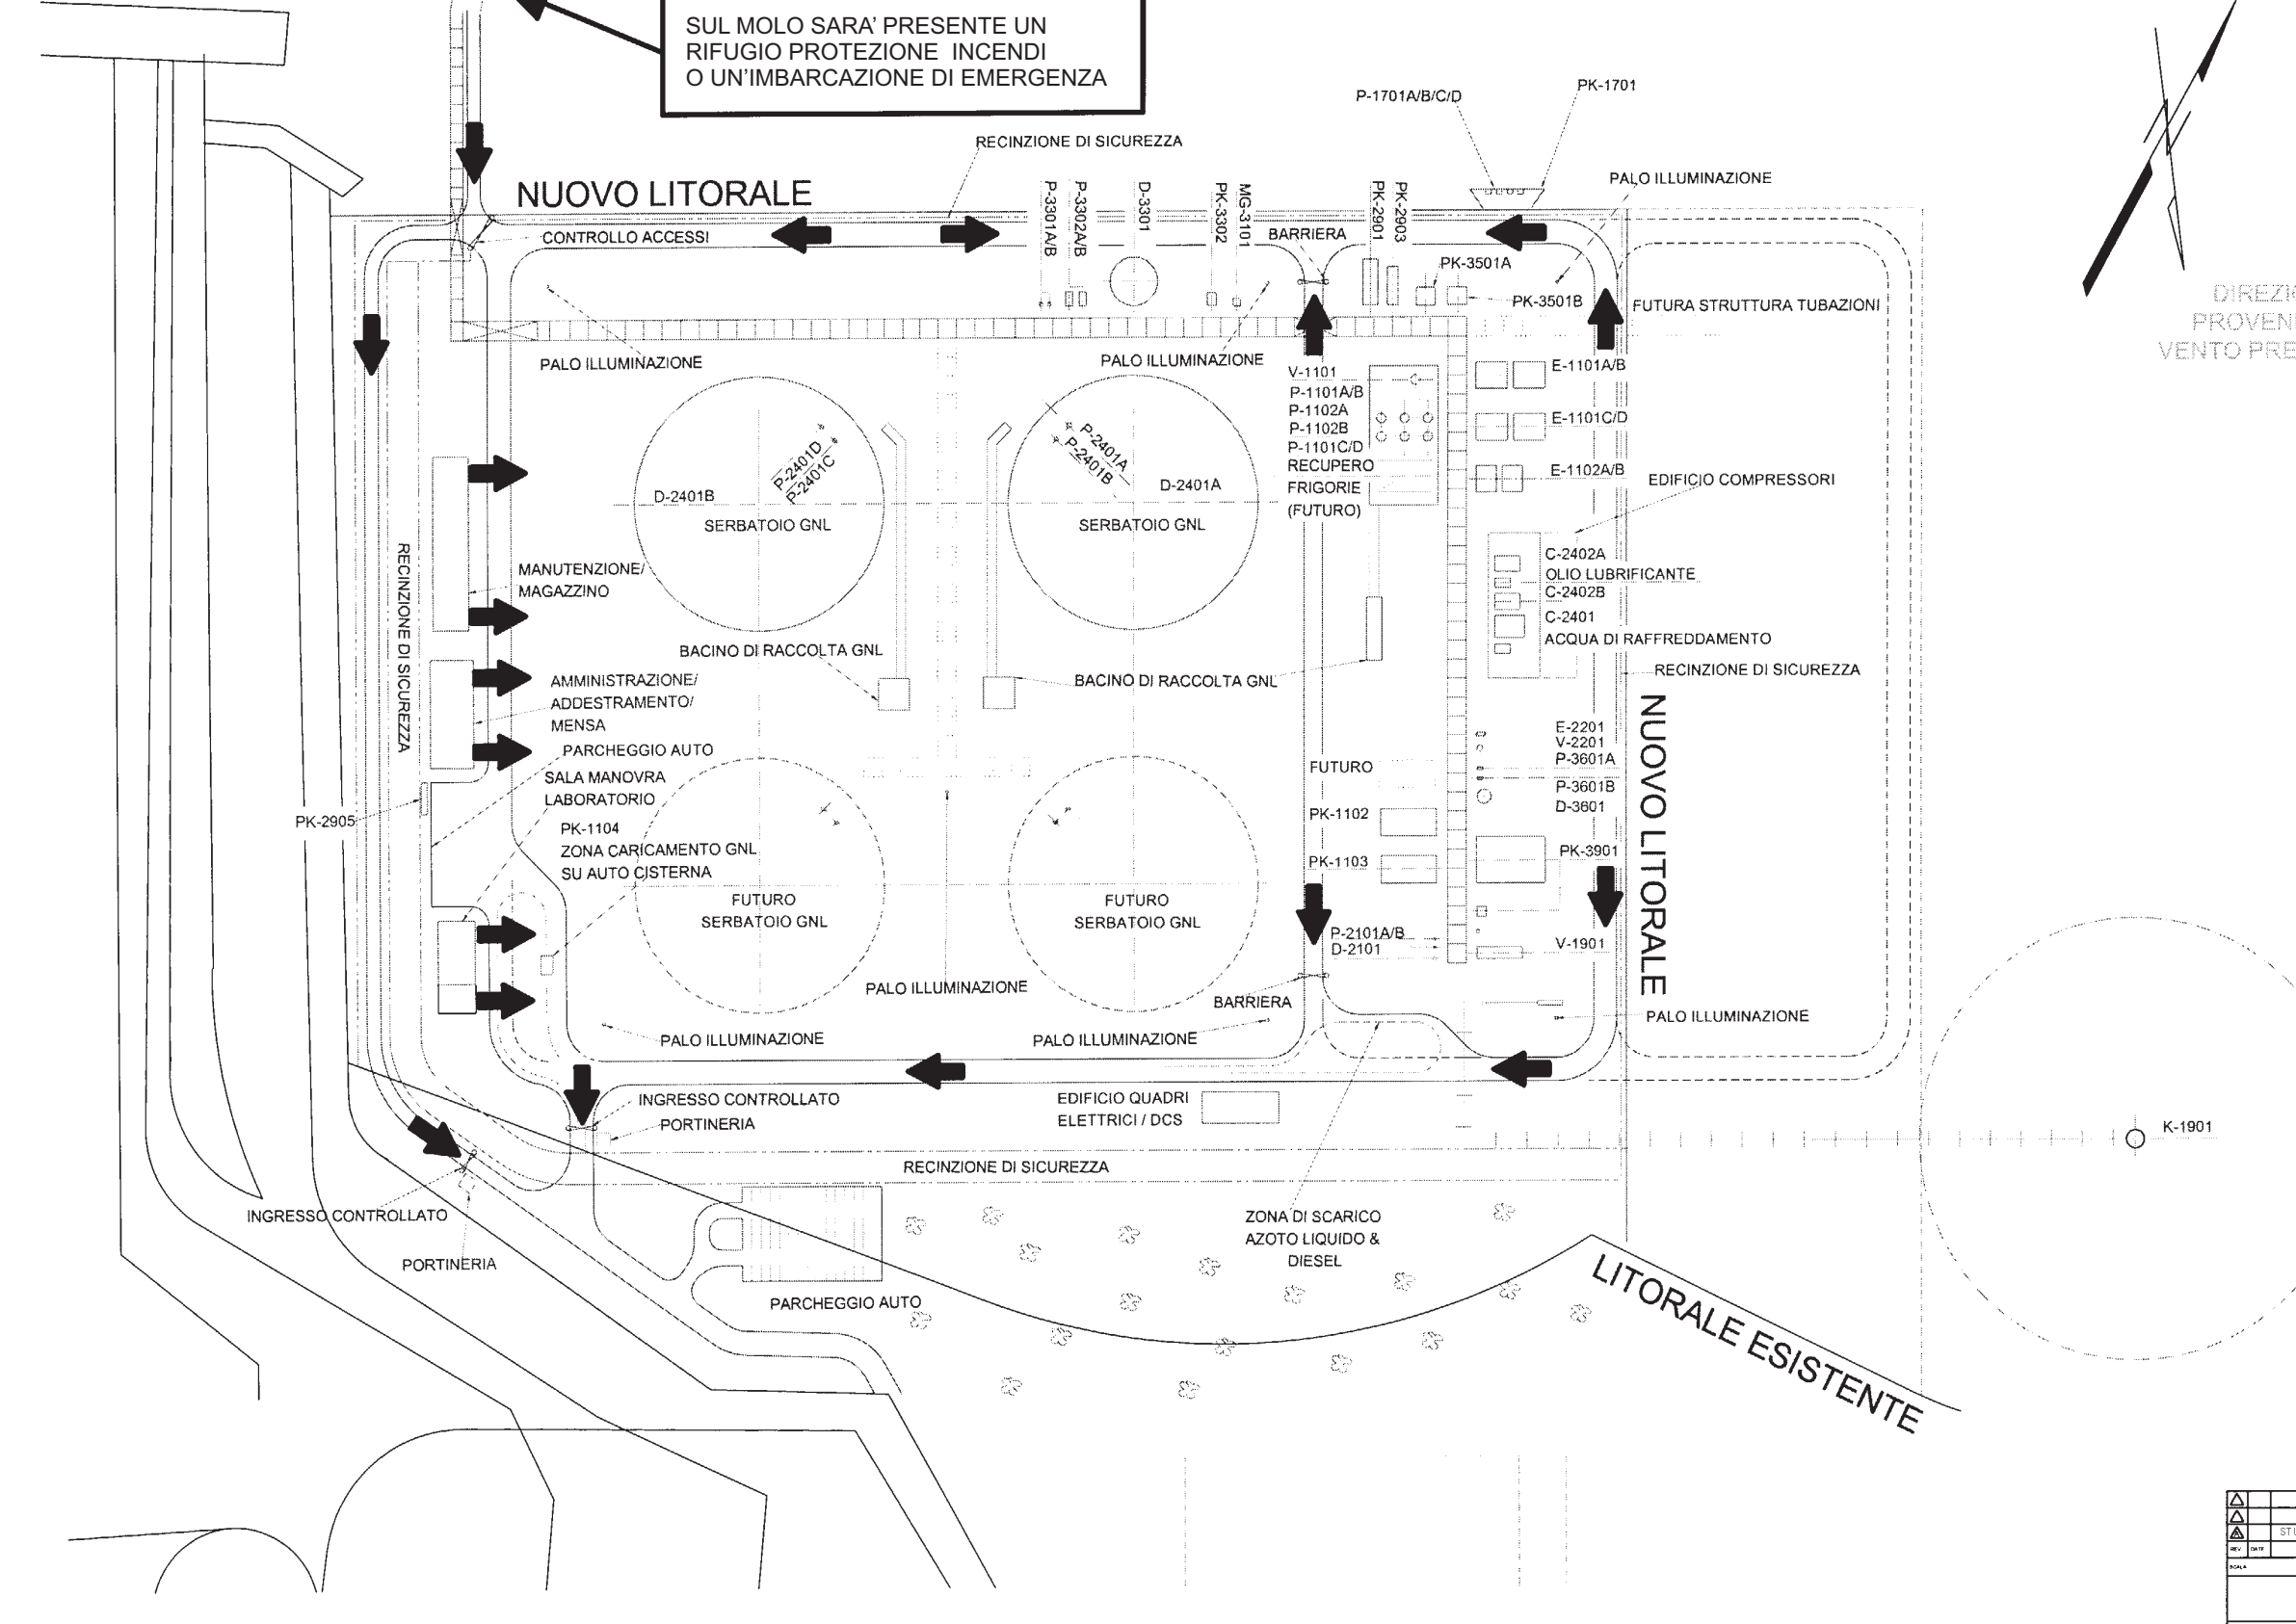 SUL MOLO SARA' PRESENTE UN
RIFUGIO PROTEZIONE INCENDI
O UN'IMBARCAZIONE DI EMERGENZA
PK-1701
P-1701A/B/C/D
RECINZIONE DI SICUREZZA
PALO ILLUMINAZIONE
NUOVO LITORALE
P-3301A/B
P-3302A/B
D-3301
PK-3302
MG-3101
PK-2901
PK-2903
CONTROLLO ACCESSI
BARRIERA
PK-3501A
PK-3501B
FUTURA STRUTTURA TUBAZIONI
VENTO
PALO ILLUMINAZIONE
PALO ILLUMINAZIONE
V-1101
P-1101A/B
P-1102A
P-1102B
P-1101C/D
RECUPERO
FRIGORIE
(FUTURO)
E-1101A/B
E-1101C/D
E-1102A/B
EDIFICIO COMPRESSORI
P-2401D
P-2401C
P-2401A
P-2401B
D-2401B
SERBATOIO GNL
D-2401A
SERBATOIO GNL
RECINZIONE DI SICUREZZA
MANUTENZIONE/
MAGAZZINO
C-2402A
OLIO LUBRIFICANTE
C-2402B
C-2401
ACQUA DI RAFFREDDAMENTO
RECINZIONE DI SICUREZZA
BACINO DI RACCOLTA GNL
BACINO DI RACCOLTA GNL
AMMINISTRAZIONE/
ADDESTRAMENTO/
MENSA
PARCHEGGIO AUTO
SALA MANOVRA
LABORATORIO
PK-2905
PK-1104
ZONA CARICAMENTO GNL
SU AUTO CISTERNA
NUOVO LITORALE
E-2201
V-2201
P-3601A
P-3601B
D-3601
FUTURO
PK-1102
PK-1103
PK-3901
FUTURO
SERBATOIO GNL
FUTURO
SERBATOIO GNL
P-2101A/B
D-2101
V-1901
PALO ILLUMINAZIONE
BARRIERA
PALO ILLUMINAZIONE
PALO ILLUMINAZIONE
PALO ILLUMINAZIONE
INGRESSO CONTROLLATO
PORTINERIA
EDIFICIO QUADRI
ELETTRICI / DCS
K-1901
RECINZIONE DI SICUREZZA
INGRESSO CONTROLLATO
PORTINERIA
ZONA DI SCARICO
AZOTO LIQUIDO &
DIESEL
PARCHEGGIO AUTO
LITORALE ESISTENTE
REV DATE
SCALA